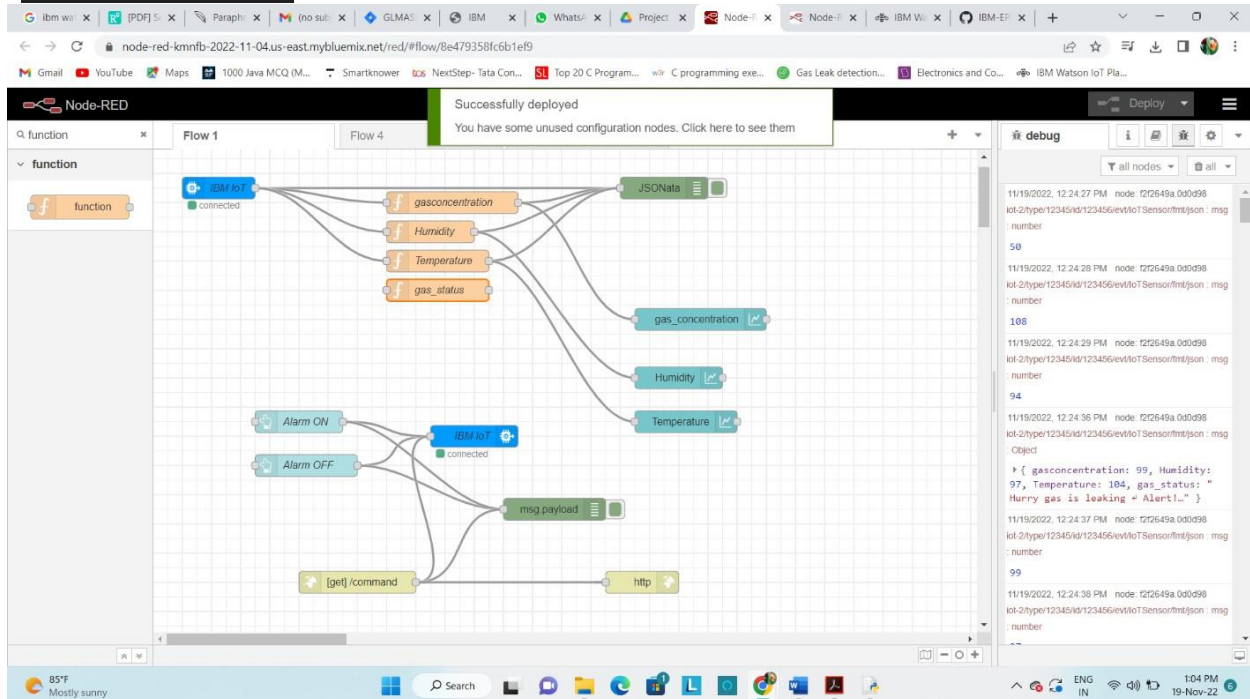 ibm wat
[PDF] S
Paraph
(no sub
GLMAS
IBM
WhatsA
Project
Node-R
Node-R
IBM W
IBM-EP
node-red-kmnfb-2022-11-04.us-east.mybluemix.net/red/#flow/8e479358fc6b1ef9
Gmail
YouTube
Maps
1000 Java MCQ (M...
Smartknower
NextStep- Tata Con...
Top 20 C Program...
C programming exe...
Gas Leak detection...
Electronics and Co...
IBM Watson IoT Pla...
Node-RED
Successfully deployed
You have some unused configuration nodes. Click here to see them
Deploy
function
Flow 1
Flow 4
debug
function
function
all nodes
all
IBM IoT
connected
gasconcentration
Humidity
Temperature
gas_status
JSONata
gas_concentration
Humidity
Temperature
Alarm ON
Alarm OFF
IBM IoT
connected
msg.payload
[get] /command
http
11/19/2022, 12:24:27 PM node: f2f2649a.0d0d98
iot-2/type/12345/id/123456/evt/IoTSensor/fmt/json : msg
: number
50
11/19/2022, 12:24:28 PM node: f2f2649a.0d0d98
iot-2/type/12345/id/123456/evt/IoTSensor/fmt/json : msg
: number
108
11/19/2022, 12:24:29 PM node: f2f2649a.0d0d98
iot-2/type/12345/id/123456/evt/IoTSensor/fmt/json : msg
: number
94
11/19/2022, 12:24:36 PM node: f2f2649a.0d0d98
iot-2/type/12345/id/123456/evt/IoTSensor/fmt/json : msg
: Object
{ gasconcentration: 99, Humidity:
97, Temperature: 104, gas_status: "
Hurry gas is leaking ↵ Alert!…" }
11/19/2022, 12:24:37 PM node: f2f2649a.0d0d98
iot-2/type/12345/id/123456/evt/IoTSensor/fmt/json : msg
: number
99
11/19/2022, 12:24:38 PM node: f2f2649a.0d0d98
iot-2/type/12345/id/123456/evt/IoTSensor/fmt/json : msg
: number
85°F
Mostly sunny
Search
ENG
IN
1:04 PM
19-Nov-22
6